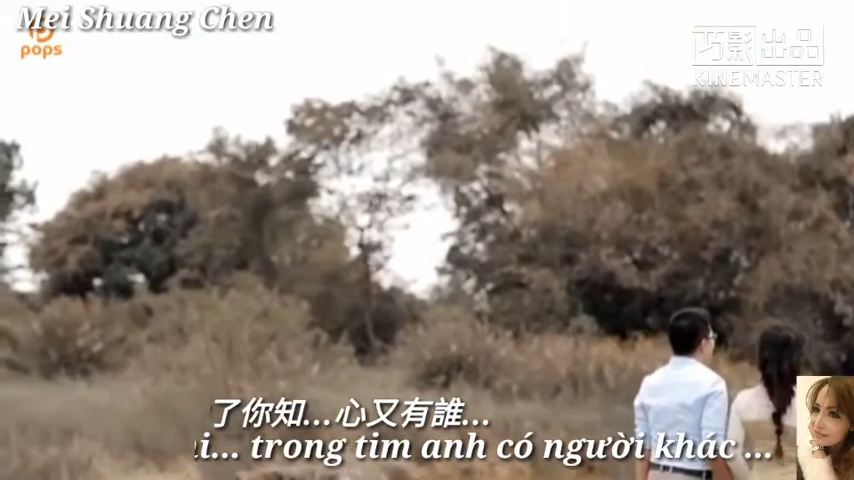 Mei Shuang Chen
pops
巧影出品
KINEMASTER
了你知...心又有誰...
... trong tim anh có người khác ...